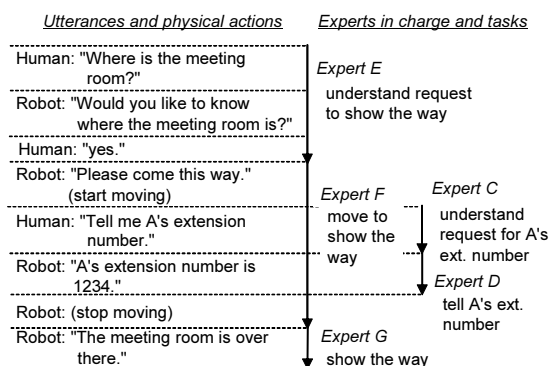 Utterances and physical actions
Experts in charge and tasks
Human: "Where is the meeting
room?"
Robot: "Would you like to know
where the meeting room is?"
Human: "yes."
Robot: "Please come this way."
(start moving)
Human: "Tell me A's extension
number."
Robot: "A's extension number is
1234."
Robot: (stop moving)
Robot: "The meeting room is over
there."
Expert E
understand request
to show the way
Expert F
move to
show the
way
Expert C
understand
request for A's
ext. number
Expert D
tell A's ext.
number
Expert G
show the way